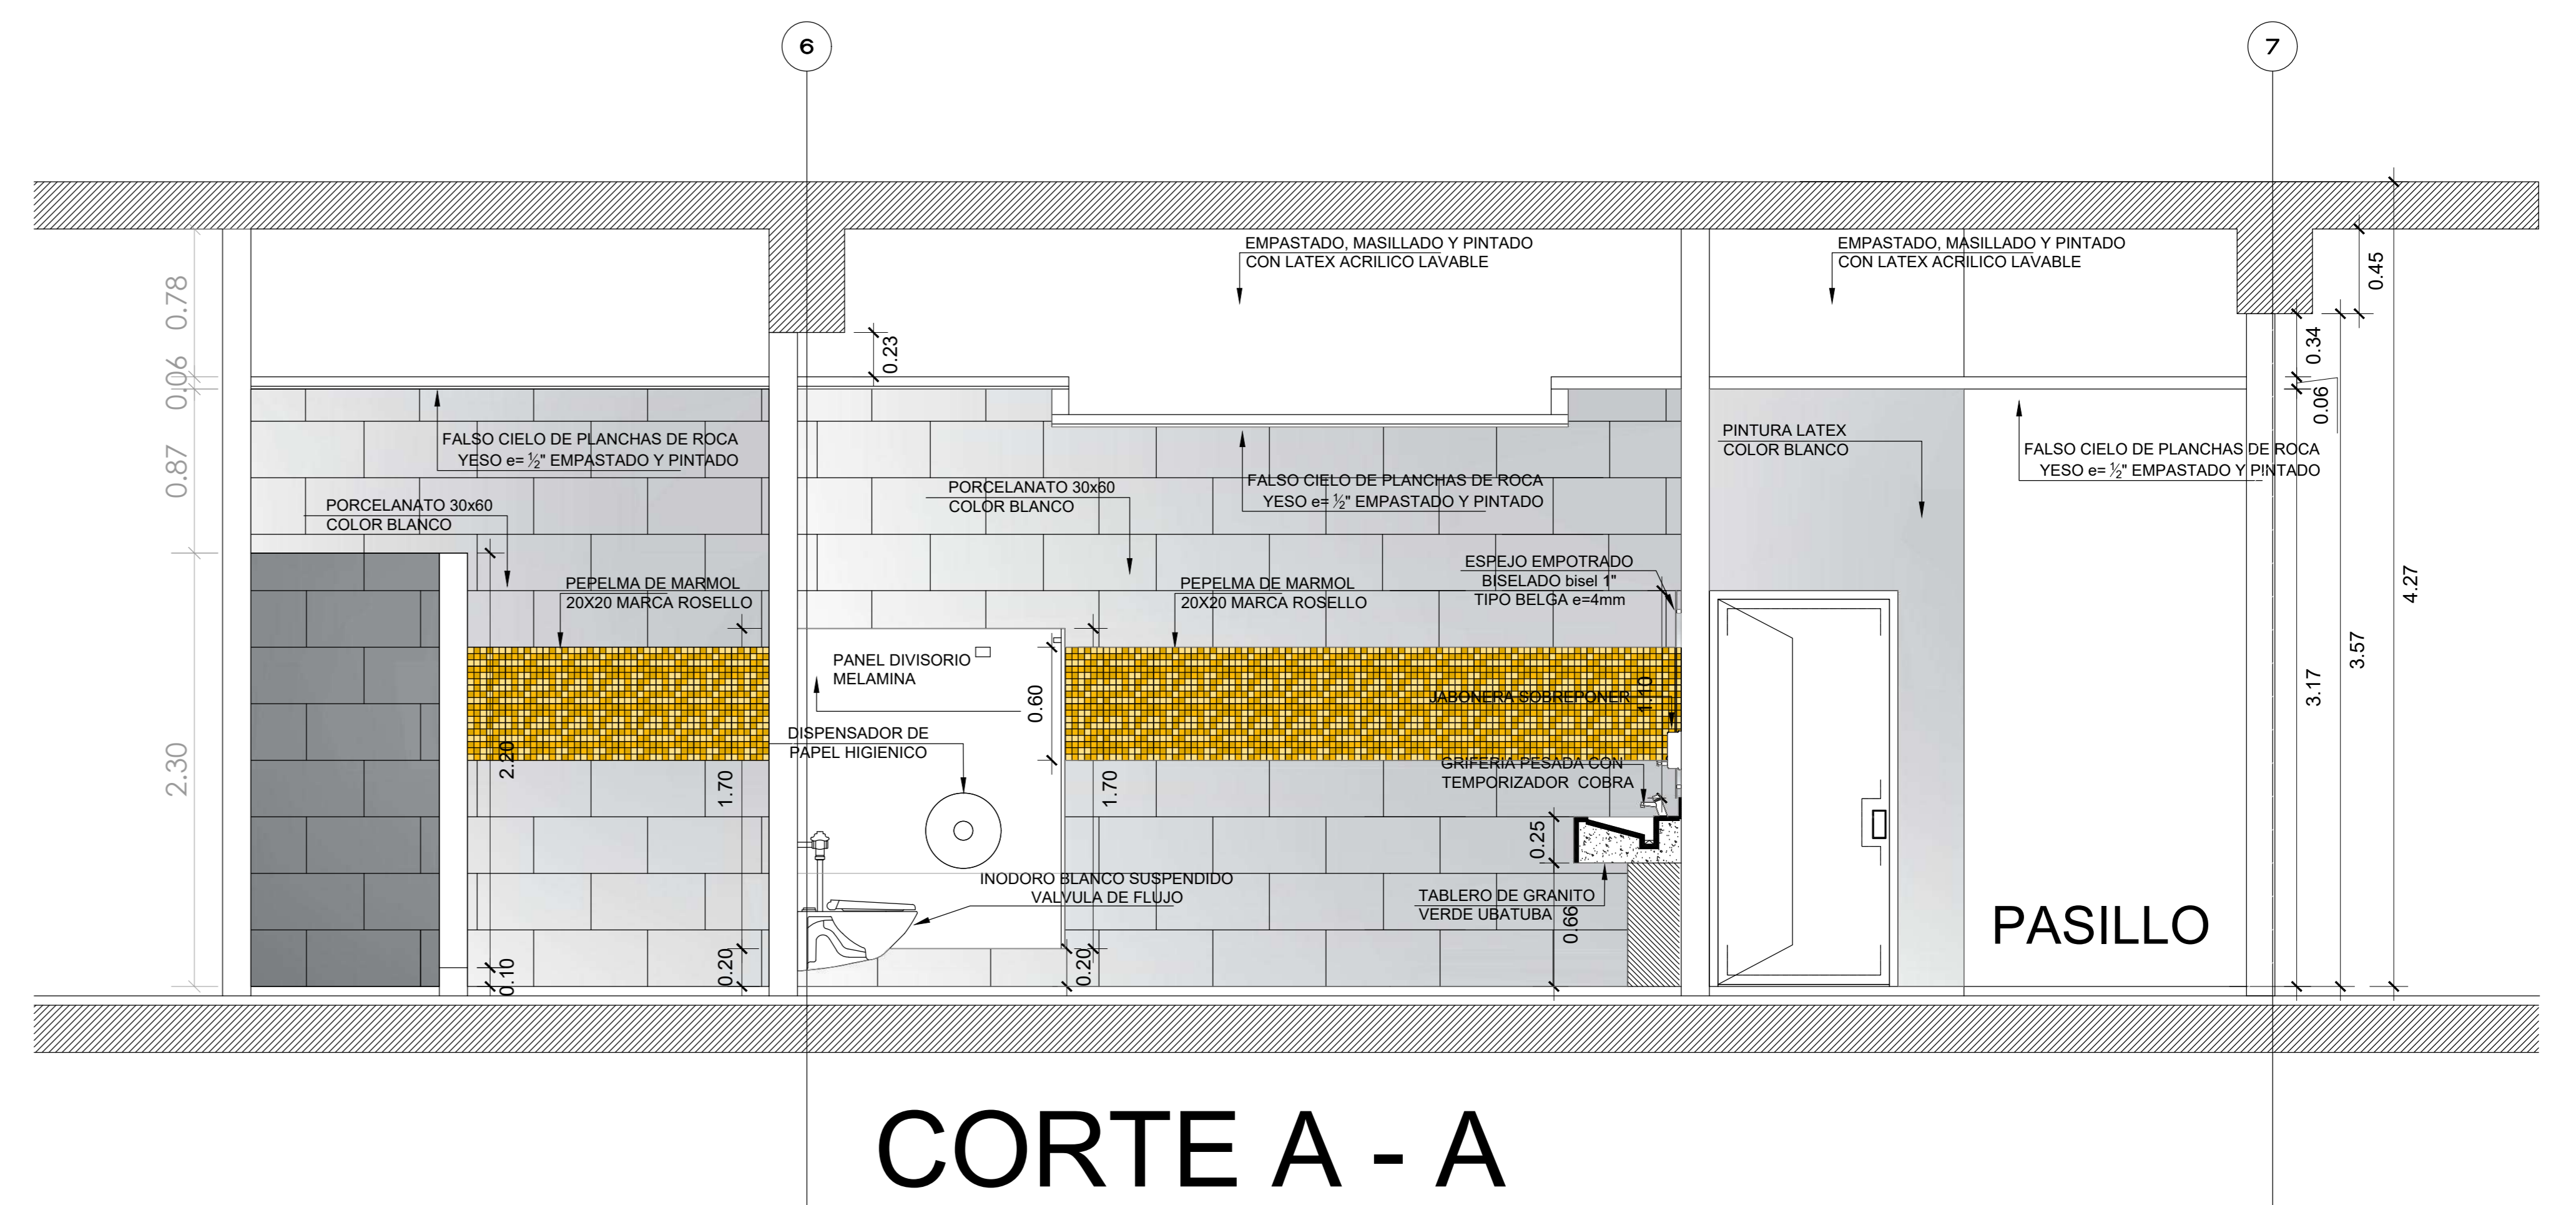 6
7
EMPASTADO, MASILLADO Y PINTADO
CON LATEX ACRILICO LAVABLE
EMPASTADO, MASILLADO Y PINTADO
CON LATEX ACRILICO LAVABLE
0.78
0.06
0.87
2.30
0.23
0.45
0.34
0.06
4.27
3.57
3.17
FALSO CIELO DE PLANCHAS DE ROCA
YESO e= ½" EMPASTADO Y PINTADO
PORCELANATO 30x60
COLOR BLANCO
PEPELMA DE MARMOL
20X20 MARCA ROSELLO
2.20
1.70
0.20
0.10
PORCELANATO 30x60
COLOR BLANCO
FALSO CIELO DE PLANCHAS DE ROCA
YESO e= ½" EMPASTADO Y PINTADO
PEPELMA DE MARMOL
20X20 MARCA ROSELLO
ESPEJO EMPOTRADO
BISELADO bisel 1"
TIPO BELGA e=4mm
PANEL DIVISORIO
MELAMINA
0.60
DISPENSADOR DE
PAPEL HIGIENICO
1.70
JABONERA SOBREPONER
1.10
GRIFERIA PESADA CON
TEMPORIZADOR COBRA
0.25
INODORO BLANCO SUSPENDIDO
VALVULA DE FLUJO
TABLERO DE GRANITO
VERDE UBATUBA
0.66
0.20
PINTURA LATEX
COLOR BLANCO
FALSO CIELO DE PLANCHAS DE ROCA
YESO e= ½" EMPASTADO Y PINTADO
PASILLO
CORTE A - A